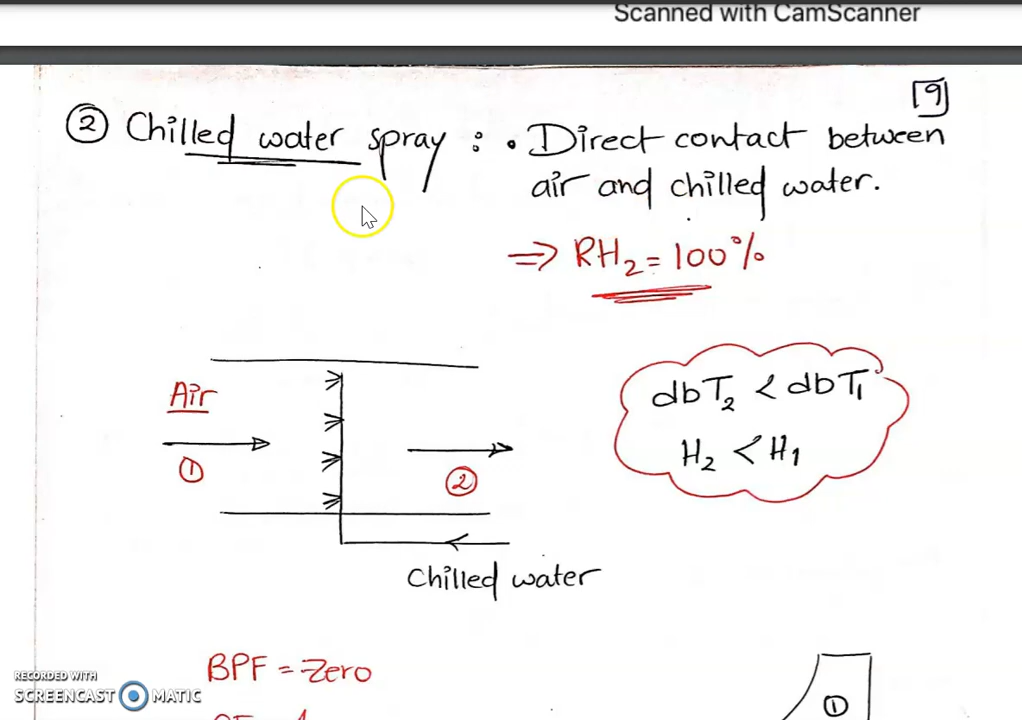 Scanned with CamScanner
[9]
② Chilled water spray : • Direct contact between
air and chilled water.
⇒ RH₂ = 100%
Air
①
②
dbT₂ < dbT₁
H₂ < H₁
Chilled water
BPF = Zero
①
RECORDED WITH
SCREENCAST MATIC